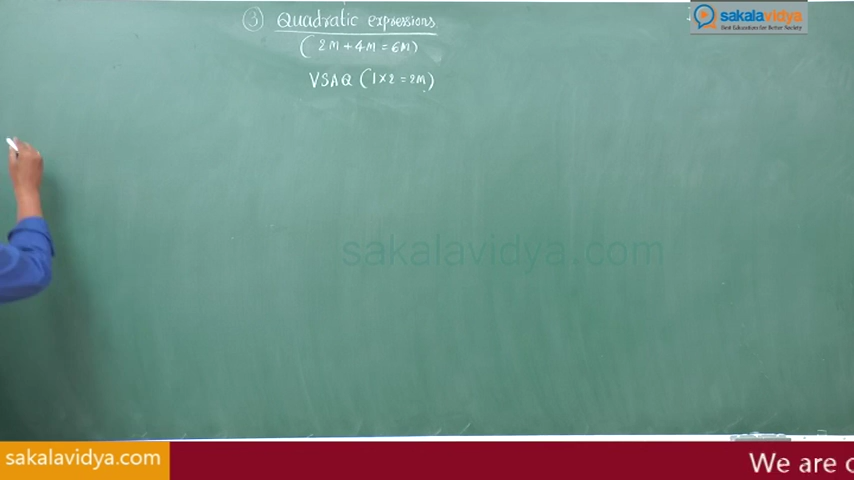 ③ Quadratic expressions
(2M + 4M = 6M)
VSAQ (1 × 2 = 2M)
sakalavidya
Best Education for Better Society
sakalavidya.com
sakalavidya.com
We are